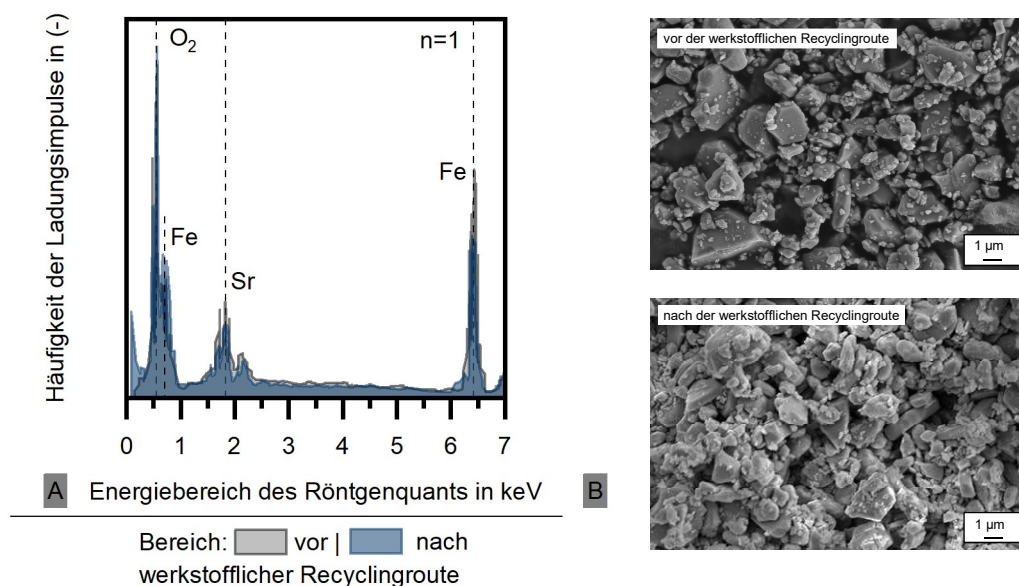 Häufigkeit der Ladungsimpulse in (-)
O2
n=1
Fe
Fe
Sr
0 1 2 3 4 5 6 7
A Energiebereich des Röntgenquants in keV
Bereich: vor | nach
werkstofflicher Recyclingroute
vor der werkstofflichen Recyclingroute
1 µm
B
nach der werkstofflichen Recyclingroute
1 µm